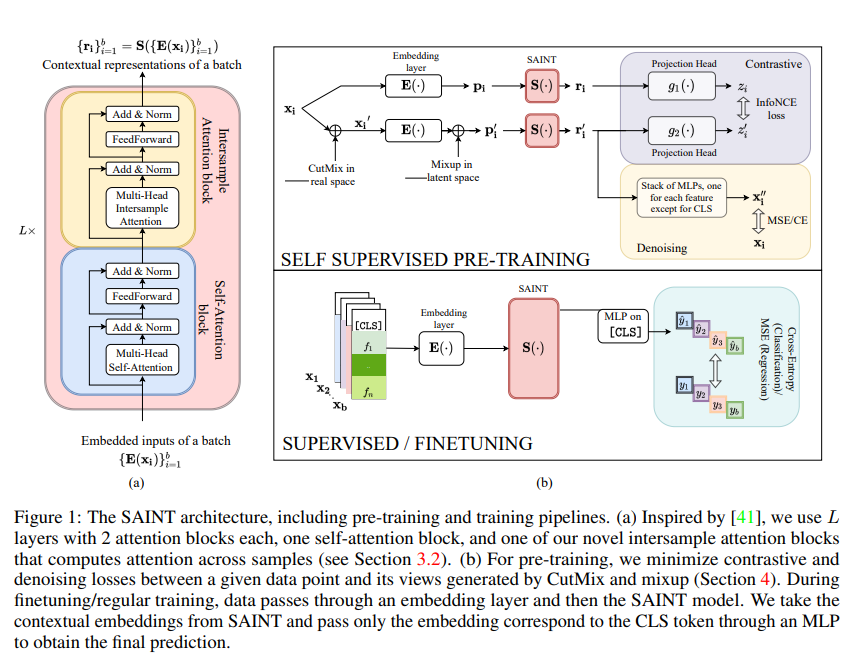 {r_i}^b_{i=1} = S({E(x_i)}^b_{i=1})
Contextual representations of a batch
Add & Norm
FeedForward
Add & Norm
Multi-Head
Intersample
Attention
Intersample
Attention block
L×
Add & Norm
FeedForward
Add & Norm
Multi-Head
Self-Attention
Self-Attention
block
Embedded inputs of a batch
{E(x_i)}^b_{i=1}
(a)
Embedding
layer
SAINT
Projection Head
Contrastive
x_i
E(·)
p_i
S(·)
r_i
g_1(·)
z_i
InfoNCE
loss
x_i′
E(·)
p_i′
S(·)
r_i′
g_2(·)
z_i′
Projection Head
CutMix in
real space
Mixup in
latent space
Stack of MLPs, one
for each feature
except for CLS
x_i″
MSE/CE
x_i
Denoising
SELF SUPERVISED PRE-TRAINING
SAINT
Embedding
layer
[CLS]
f_1
f_n
x_1
x_2
x_b
E(·)
S(·)
MLP on
[CLS]
ŷ_1
ŷ_2
ŷ_3
ŷ_b
y_1
y_2
y_3
y_b
Cross-Entropy
(Classification)/
MSE (Regression)
SUPERVISED / FINETUNING
(b)
Figure 1: The SAINT architecture, including pre-training and training pipelines. (a) Inspired by [41], we use L
layers with 2 attention blocks each, one self-attention block, and one of our novel intersample attention blocks
that computes attention across samples (see Section 3.2). (b) For pre-training, we minimize contrastive and
denoising losses between a given data point and its views generated by CutMix and mixup (Section 4). During
finetuning/regular training, data passes through an embedding layer and then the SAINT model. We take the
contextual embeddings from SAINT and pass only the embedding correspond to the CLS token through an MLP
to obtain the final prediction.